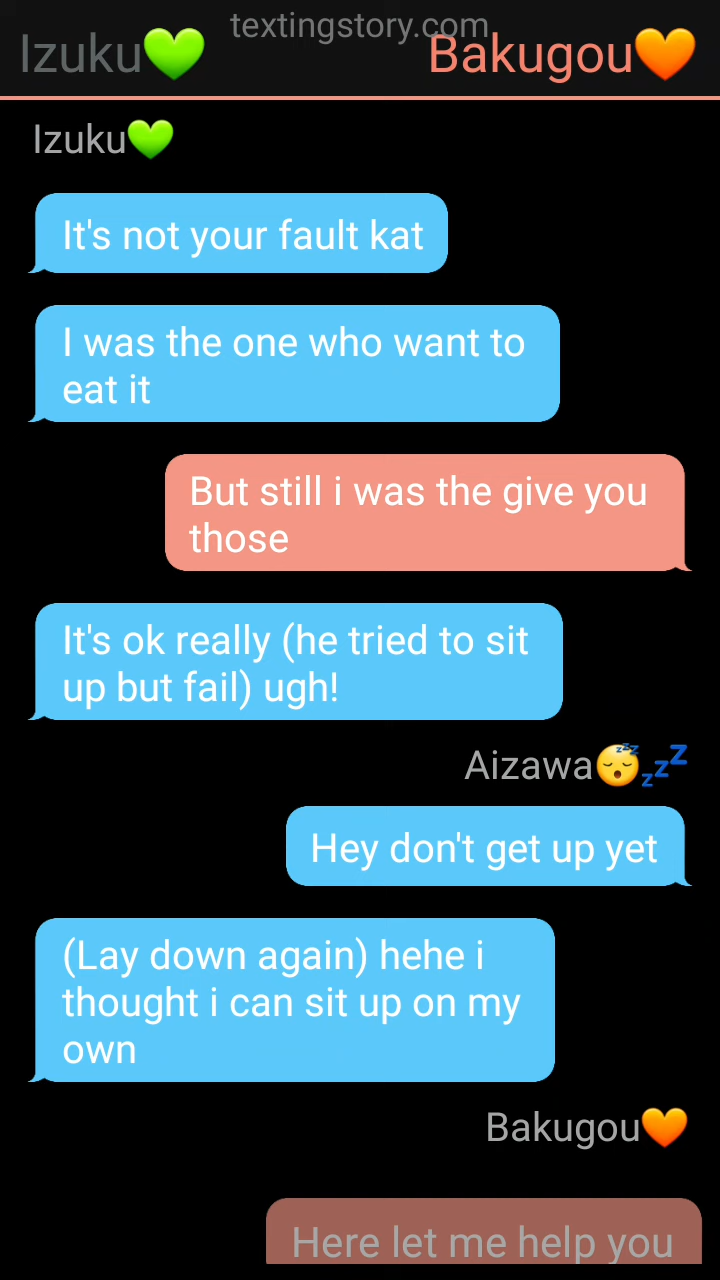 textingstory.com
Izuku💚 Bakugou🧡
Izuku💚
It's not your fault kat
I was the one who want to
eat it
But still i was the give you
those
It's ok really (he tried to sit
up but fail) ugh!
Aizawa😴💤
Hey don't get up yet
(Lay down again) hehe i
thought i can sit up on my
own
Bakugou🧡
Here let me help you